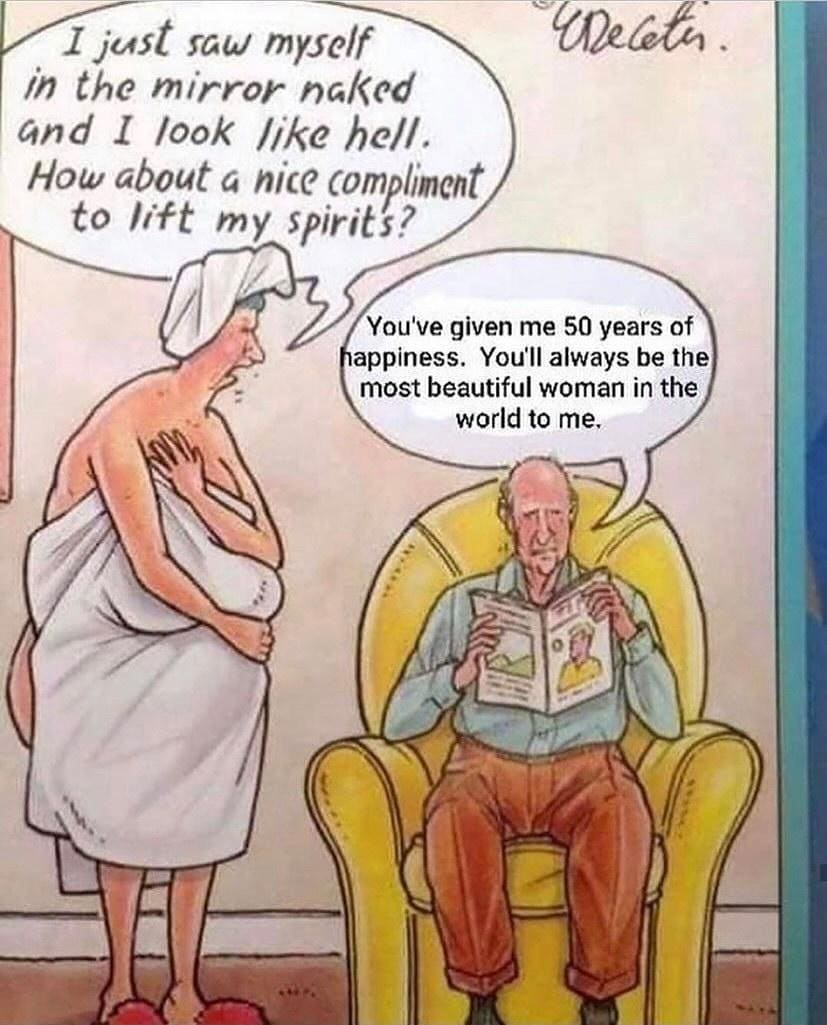 I just saw myself
in the mirror naked
and I look like hell.
How about a nice compliment
to lift my spirits?
You've given me 50 years of
happiness. You'll always be the
most beautiful woman in the
world to me.